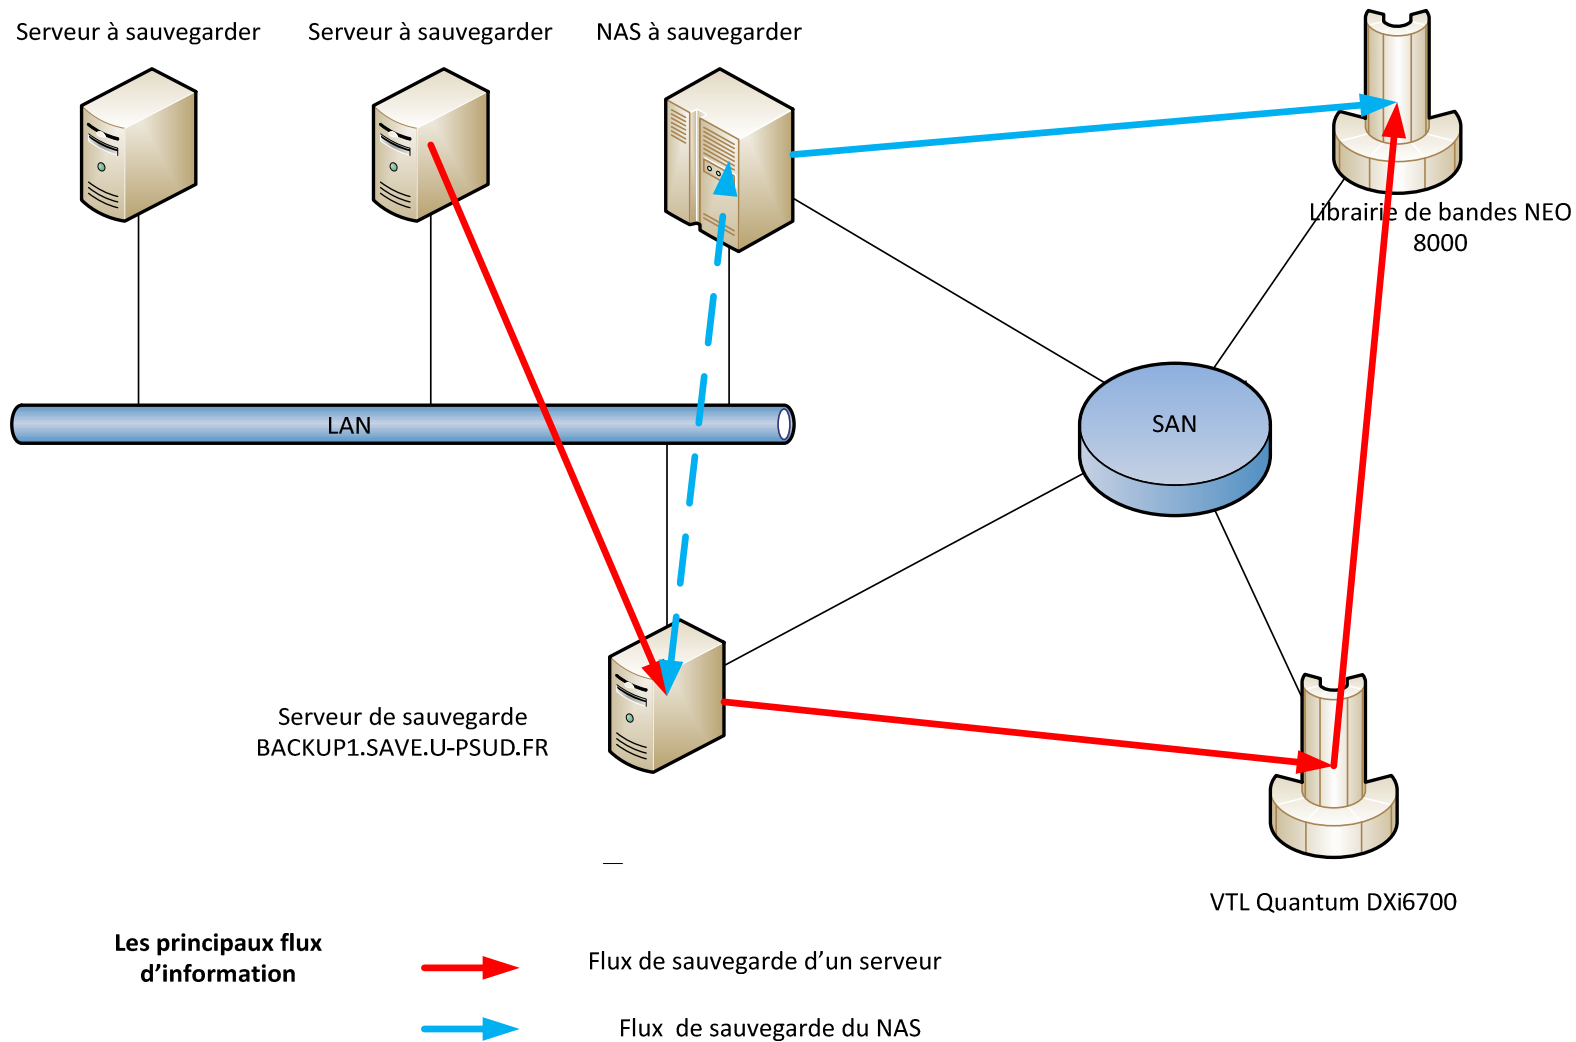 Serveur à sauvegarder
Serveur à sauvegarder
NAS à sauvegarder
Librairie de bandes NEO
8000
LAN
SAN
Serveur de sauvegarde
BACKUP1.SAVE.U-PSUD.FR
VTL Quantum DXi6700
Les principaux flux
d’information
Flux de sauvegarde d’un serveur
Flux de sauvegarde du NAS